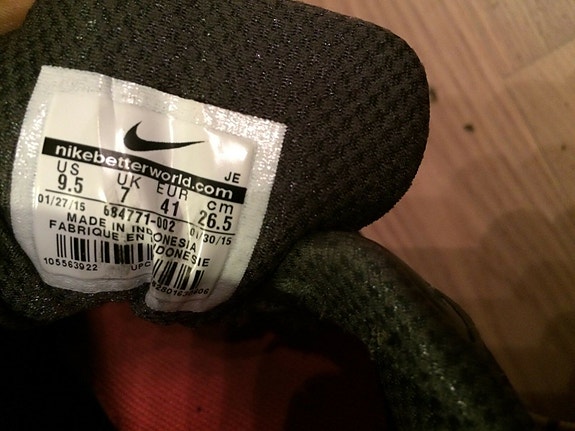 JE
nikebetterworld.com
US UK EUR cm
9.5 7 41 26.5
01/27/15 684771-002 01/30/15
MADE IN INDONESIA
FABRIQUE EN INDONESIE
105563922 UPC